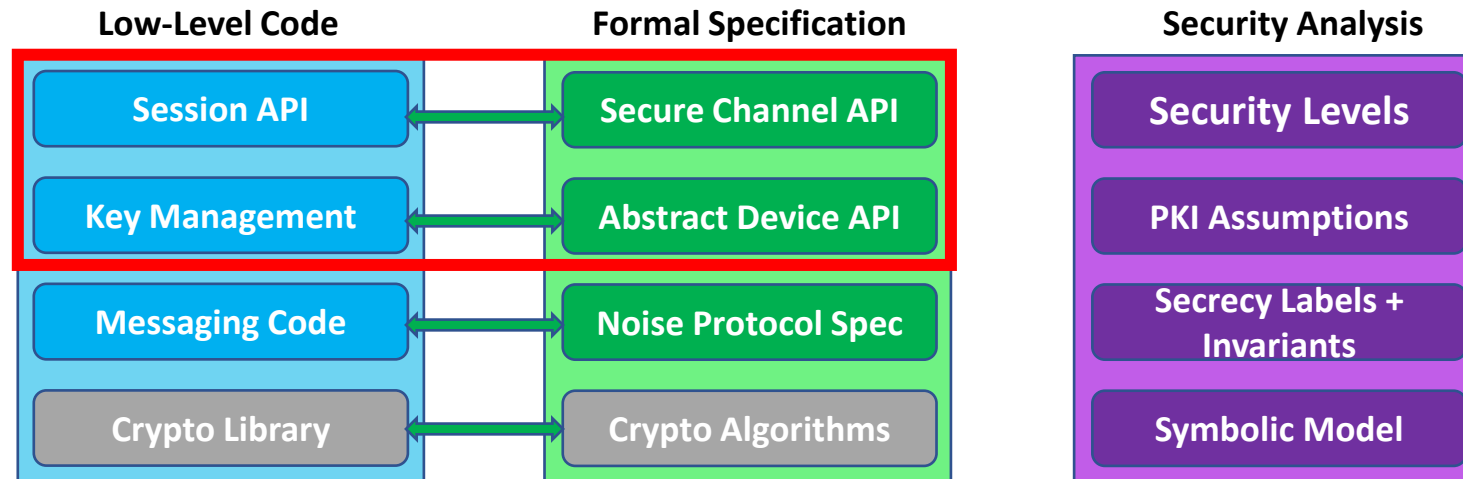 Low-Level Code
Formal Specification
Security Analysis
Session API
Secure Channel API
Security Levels
Key Management
Abstract Device API
PKI Assumptions
Messaging Code
Noise Protocol Spec
Secrecy Labels +
Invariants
Crypto Library
Crypto Algorithms
Symbolic Model